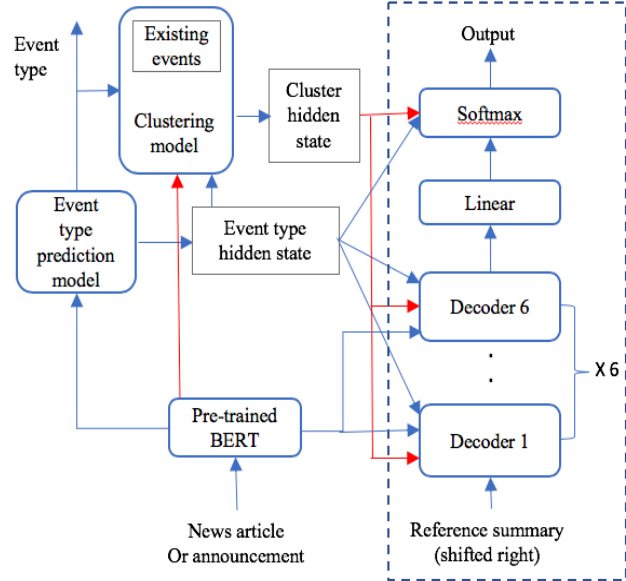 Event
type
Existing
events
Clustering
model
Cluster
hidden
state
Event
type
prediction
model
Event type
hidden state
Pre-trained
BERT
News article
Or announcement
Output
Softmax
Linear
Decoder 6
.
.
X 6
Decoder 1
Reference summary
(shifted right)